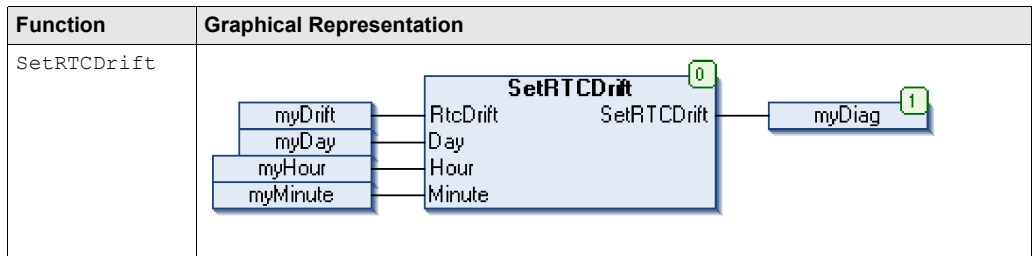 Function Graphical Representation
SetRTCDrift
0
SetRTCDrift
myDrift RtcDrift SetRTCDrift myDiag 1
myDay Day
myHour Hour
myMinute Minute